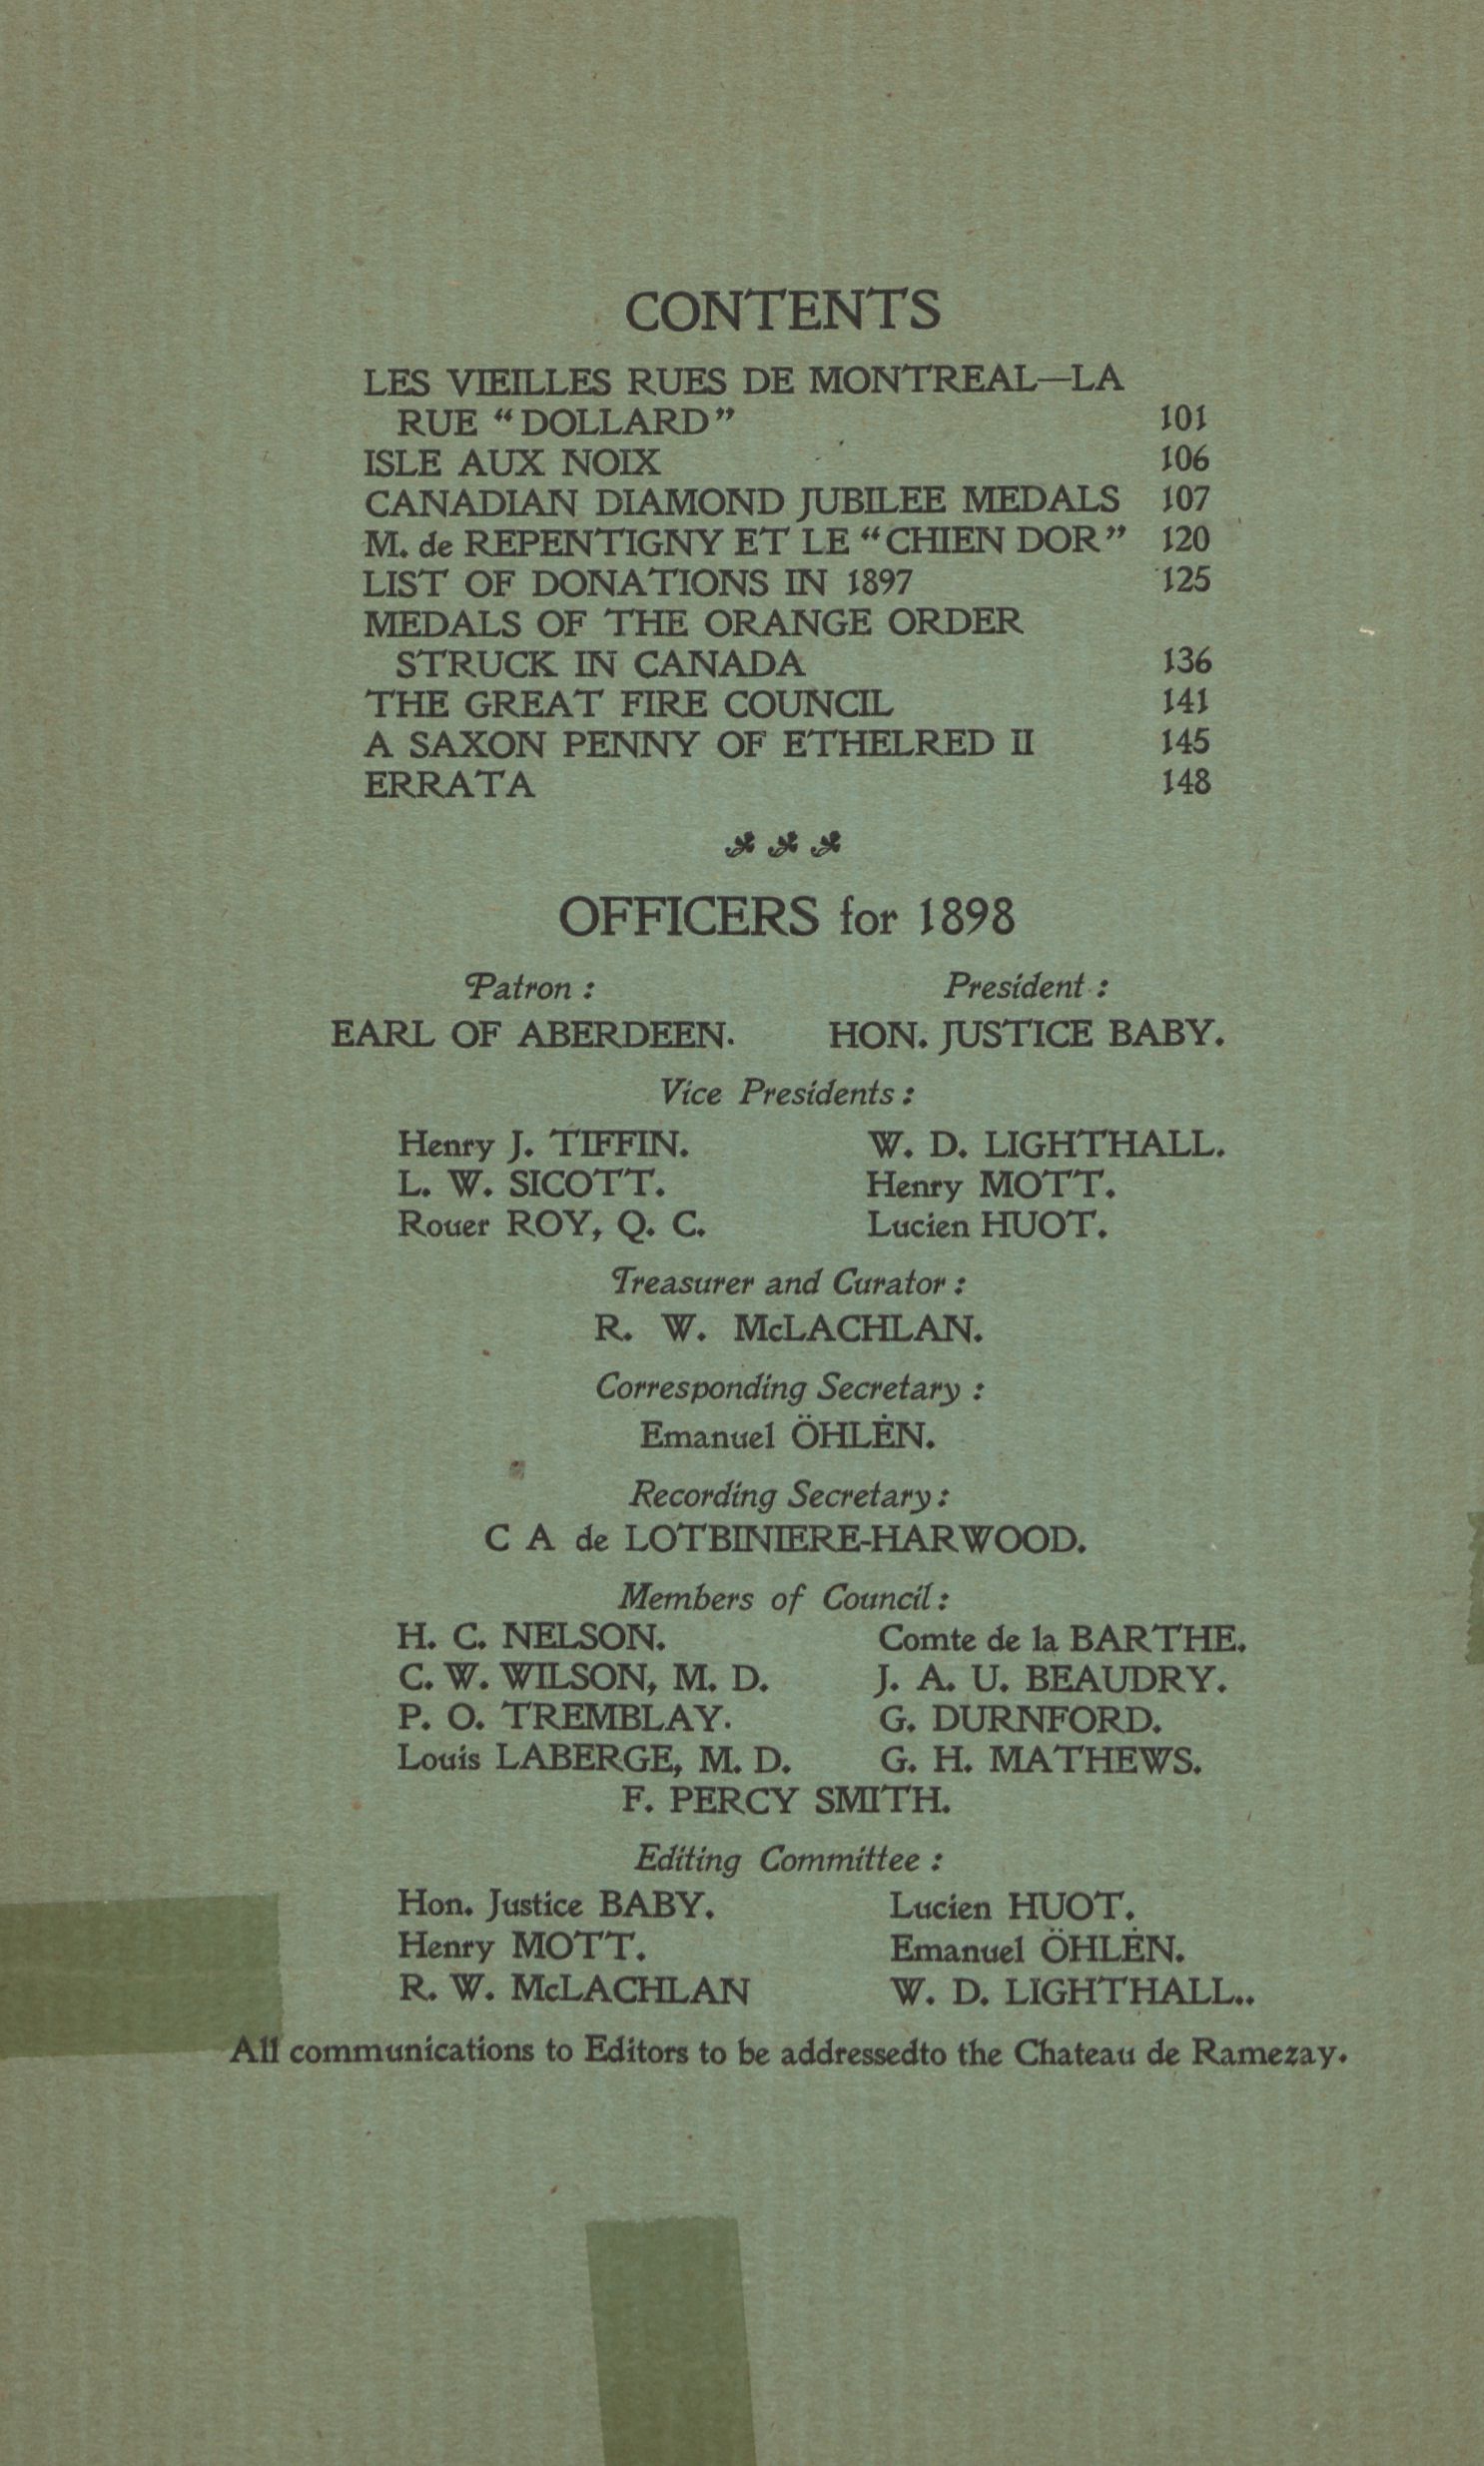 CONTENTS
LES VIEILLES RUES DE MONTREAL—LA
RUE “DOLLARD” 101
ISLE AUX NOIX 106
CANADIAN DIAMOND JUBILEE MEDALS 107
M. de REPENTIGNY ET LE “CHIEN DOR” 120
LIST OF DONATIONS IN 1897 125
MEDALS OF THE ORANGE ORDER
STRUCK IN CANADA 136
THE GREAT FIRE COUNCIL 141
A SAXON PENNY OF ETHELRED II 145
ERRATA 148
OFFICERS for 1898
Patron : President :
EARL OF ABERDEEN. HON. JUSTICE BABY.
Vice Presidents :
Henry J. TIFFIN. W. D. LIGHTHALL.
L. W. SICOTT. Henry MOTT.
Rouer ROY, Q. C. Lucien HUOT.
Treasurer and Curator :
R. W. McLACHLAN.
Corresponding Secretary :
Emanuel ÖHLĖN.
Recording Secretary :
C A de LOTBINIERE-HARWOOD.
Members of Council :
H. C. NELSON. Comte de la BARTHE.
C. W. WILSON, M. D. J. A. U. BEAUDRY.
P. O. TREMBLAY. G. DURNFORD.
Louis LABERGE, M. D. G. H. MATHEWS.
F. PERCY SMITH.
Editing Committee :
Hon. Justice BABY. Lucien HUOT.
Henry MOTT. Emanuel ÖHLĖN.
R. W. McLACHLAN W. D. LIGHTHALL..
All communications to Editors to be addressedto the Chateau de Ramezay.